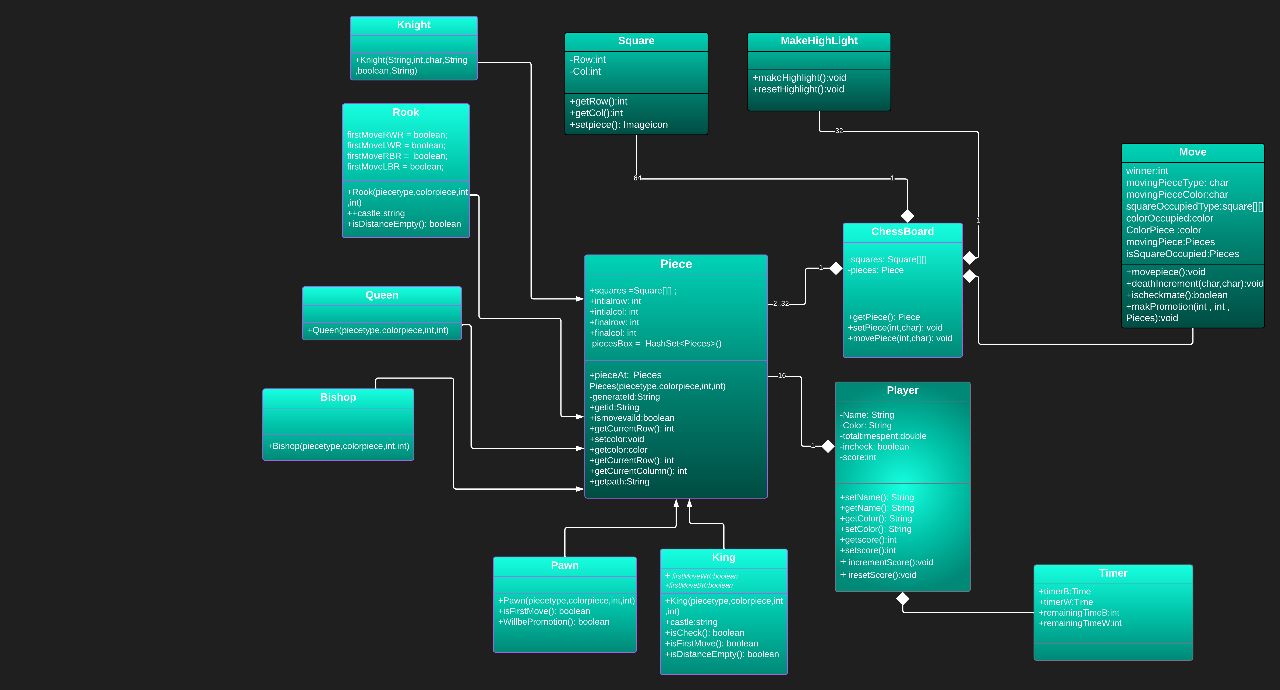 Knight
+Knight(String,int,char,String
,boolean,String)
Square
-Row:int
-Col:int
+getRow():int
+getCol():int
+setpiece(): Imageicon
MakeHighLight
+makeHighlight():void
+resetHighlight():void
32
1
64
1
Rook
firstMoveRWR = boolean;
firstMoveLWR = boolean;
firstMoveRBR =  boolean;
firstMoveLBR = boolean;
+Rook(piecetype,colorpiece,int
,int)
++castle:string
+isDistanceEmpty(): boolean
Move
winner:int
movingPieceType: char
movingPieceColor:char
squareOccupiedType:square[][]
colorOccupied:color
ColorPiece :color
movingPiece:Pieces
isSquareOccupied:Pieces
+movepiece():void
+deathIncrement(char,char):void
+ischeckmate():boolean
+makPromotion(int , int ,
Pieces):void
ChessBoard
-squares: Square[][]
-pieces: Piece
+getPiece(): Piece
+setPiece(int,char): void
+movePiece(int,char): void
Piece
+squares =Square[][] ;
+intialrow: int
+intialcol: int
+finalrow: int
+finalcol: int
piecesBox =  HashSet<Pieces>()
+pieceAt:  Pieces
Pieces(piecetype,colorpiece,int,int)
-generateId:String
+getid:String
+ismovevaild:boolean
+getCurrentRow(): int
+setcolor:void
+getcolor:color
+getCurrentRow(): int
+getCurrentColumn(): int
+getpath:String
1
2..32
16
1
Queen
+Queen(piecetype,colorpiece,int,int)
Bishop
+Bishop(piecetype,colorpiece,int,int)
Player
-Name: String
-Color: String
-totaltimespent:double
-incheck: boolean
-score:int
+setName(): String
+getName(): String
+getColor(): String
+setColor(): String
+getscore():int
+setscore():int
+ incrementScore():void
+ iresetScore():void
Pawn
+Pawn(piecetype,colorpiece,int,int)
+isFirstMove(): boolean
+WillbePromotion(): boolean
King
+ firstMoveWK:boolean
+firstMoveBK:boolean
+King(piecetype,colorpiece,int
,int)
+castle:string
+isCheck(): boolean
+isFirstMove(): boolean
+isDistanceEmpty(): boolean
Timer
+timerB:Time
+timerW:Time
+remainingTimeB:int
+remainingTimeW:int